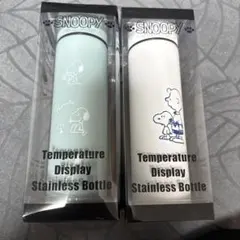 SNOOPY
Temperature
Display
Stainless Bottle
SNOOPY
Temperature
Display
Stainless Bottle